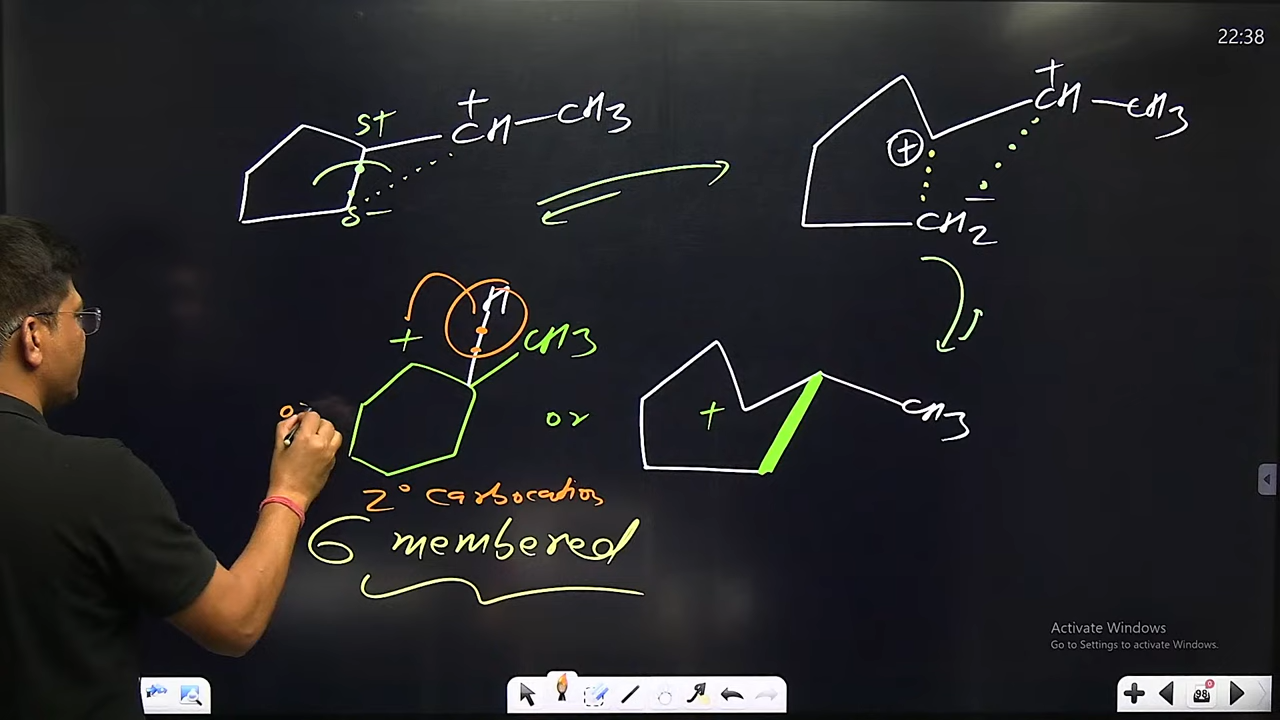 22:38
S+
+
CH—CH3
S-
+
CH—CH3
+
CH2
H
+
CH3
or
+
CH3
2° carbocation
6 membered
Activate Windows
Go to Settings to activate Windows.
98